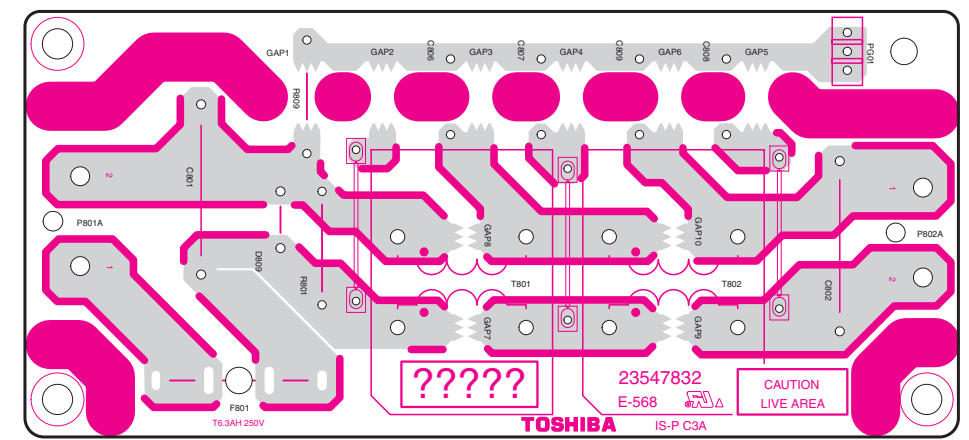 GAP1
GAP2
C806
GAP3
C807
GAP4
C809
GAP6
C808
GAP5
PG01
R809
2
C801
P801A
1
D809
R801
GAP8
GAP10
T801
T802
GAP7
GAP9
C802
1
P802A
2
F801
T6.3AH 250V
?????
23547832
E-568
CAUTION
LIVE AREA
TOSHIBA
IS-P C3A